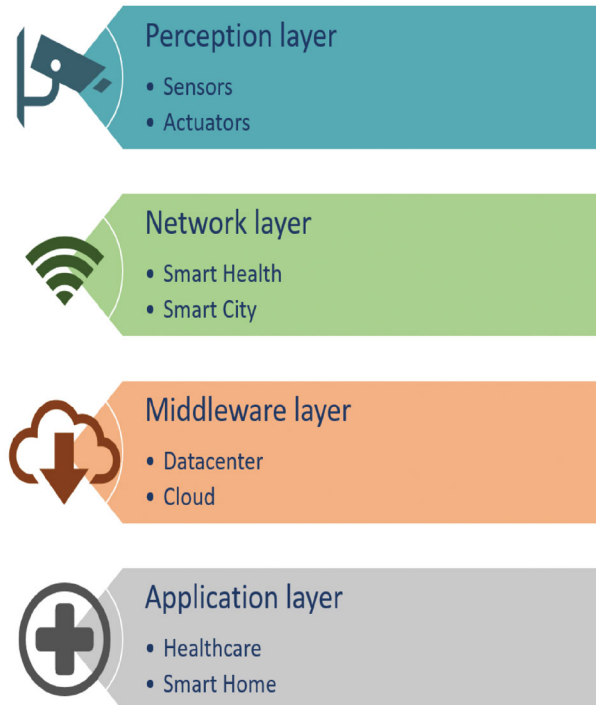 Perception layer
• Sensors
• Actuators
Network layer
• Smart Health
• Smart City
Middleware layer
• Datacenter
• Cloud
Application layer
• Healthcare
• Smart Home